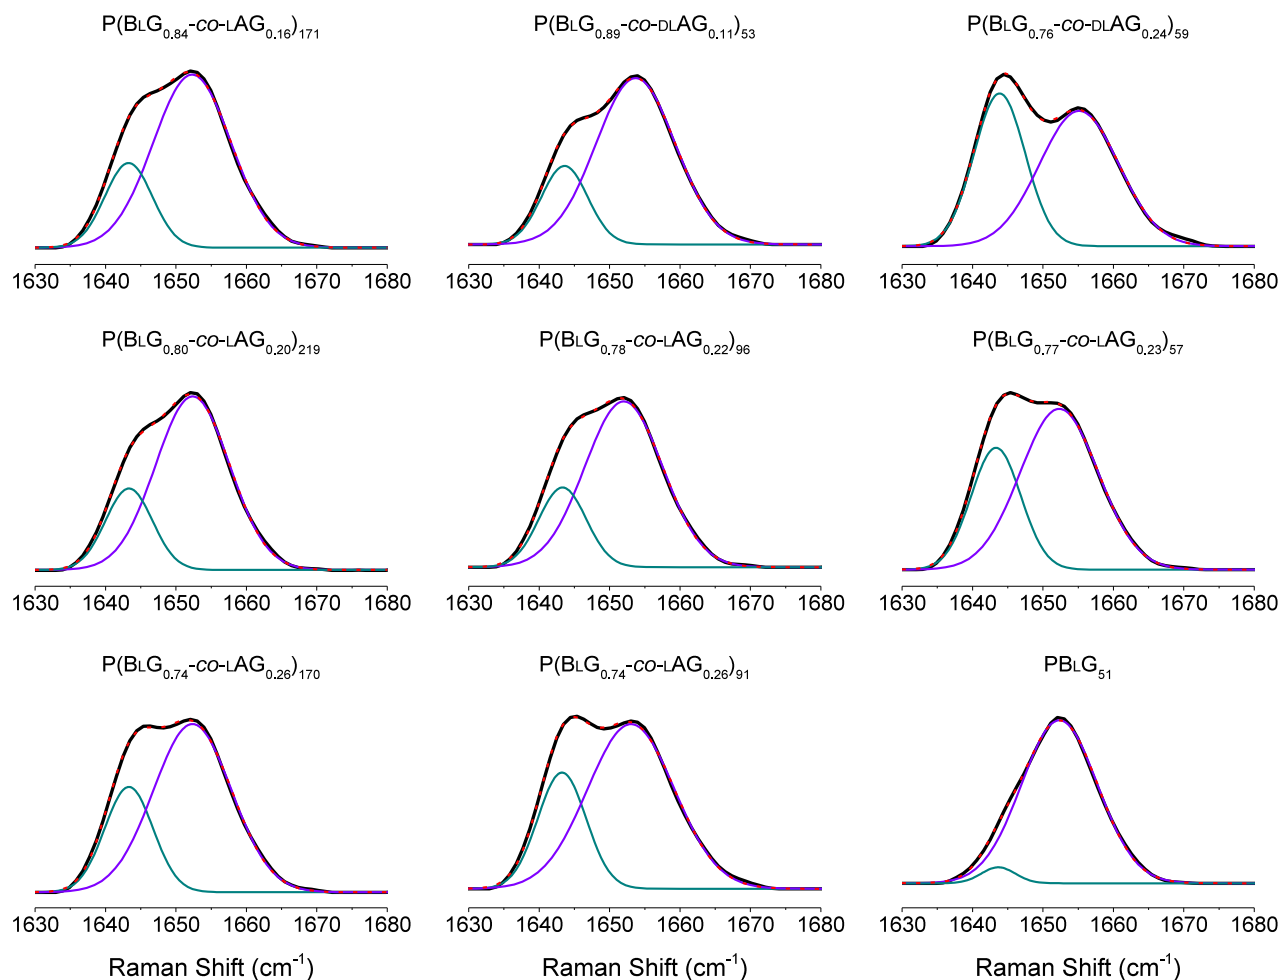 P(BLG0.84-co-LAG0.16)171 P(BLG0.89-co-DLAG0.11)53 P(BLG0.76-co-DLAG0.24)59
1630 1640 1650 1660 1670 1680 1630 1640 1650 1660 1670 1680 1630 1640 1650 1660 1670 1680
P(BLG0.80-co-LAG0.20)219 P(BLG0.78-co-LAG0.22)96 P(BLG0.77-co-LAG0.23)57
1630 1640 1650 1660 1670 1680 1630 1640 1650 1660 1670 1680 1630 1640 1650 1660 1670 1680
P(BLG0.74-co-LAG0.26)170 P(BLG0.74-co-LAG0.26)91 PBLG51
1630 1640 1650 1660 1670 1680 1630 1640 1650 1660 1670 1680 1630 1640 1650 1660 1670 1680
Raman Shift (cm-1) Raman Shift (cm-1) Raman Shift (cm-1)